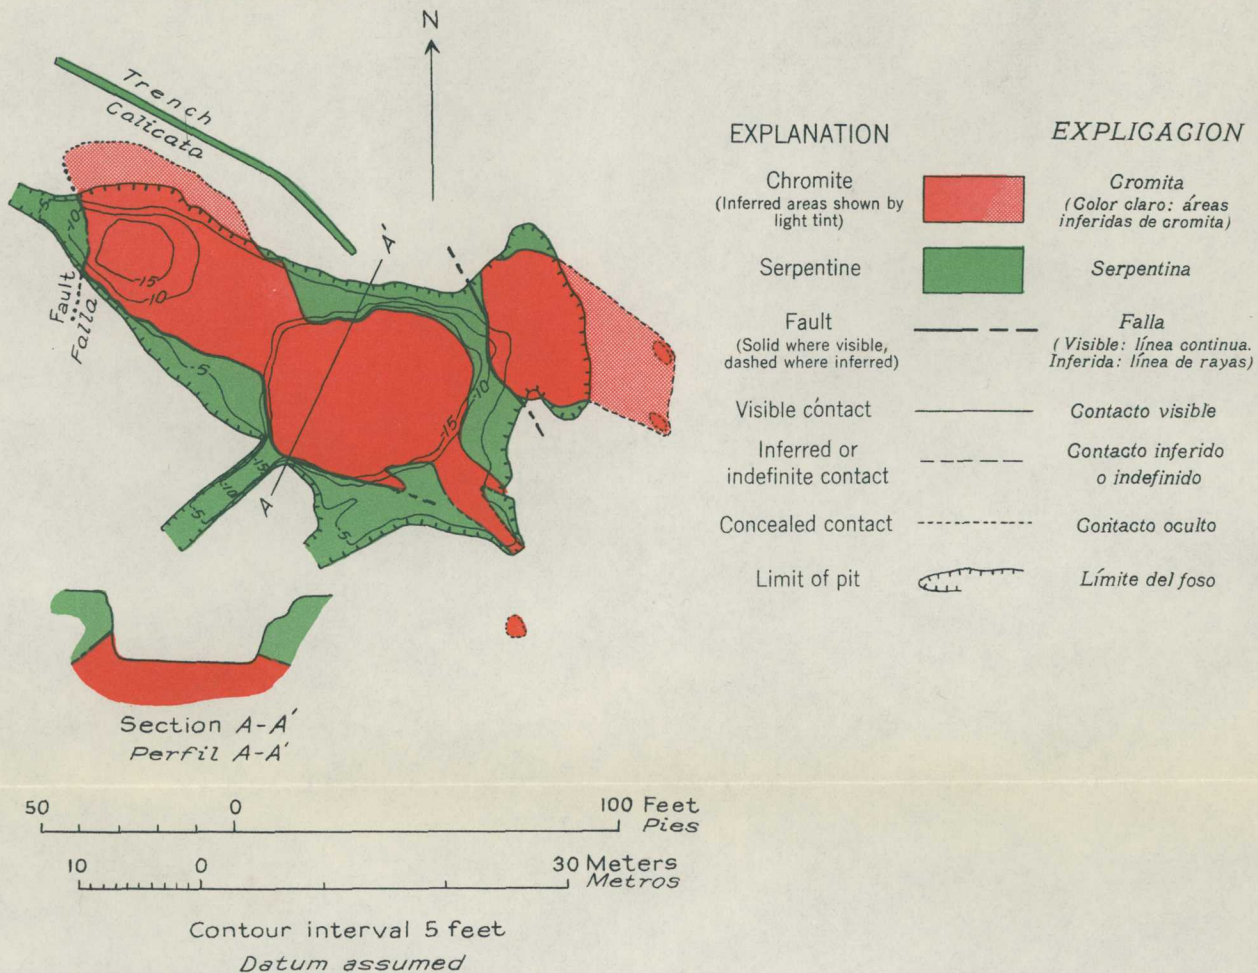 N
Trench
Calicata
A'
Fault
Falla
-5
-10
-15
-10
-5
-10
-10
-15
-10
-5
A
-5
EXPLANATION
EXPLICACION
Chromite
(Inferred areas shown by
light tint)
Cromita
(Color claro: áreas
inferidas de cromita)
Serpentine
Serpentina
Fault
(Solid where visible,
dashed where inferred)
Falla
(Visible: línea continua.
Inferida: línea de rayas)
Visible contact
Contacto visible
Inferred or
indefinite contact
Contacto inferido
o indefinido
Concealed contact
Contacto oculto
Limit of pit
Límite del foso
Section A-A'
Perfil A-A'
50 0 100 Feet
Pies
10 0 30 Meters
Metros
Contour interval 5 feet
Datum assumed